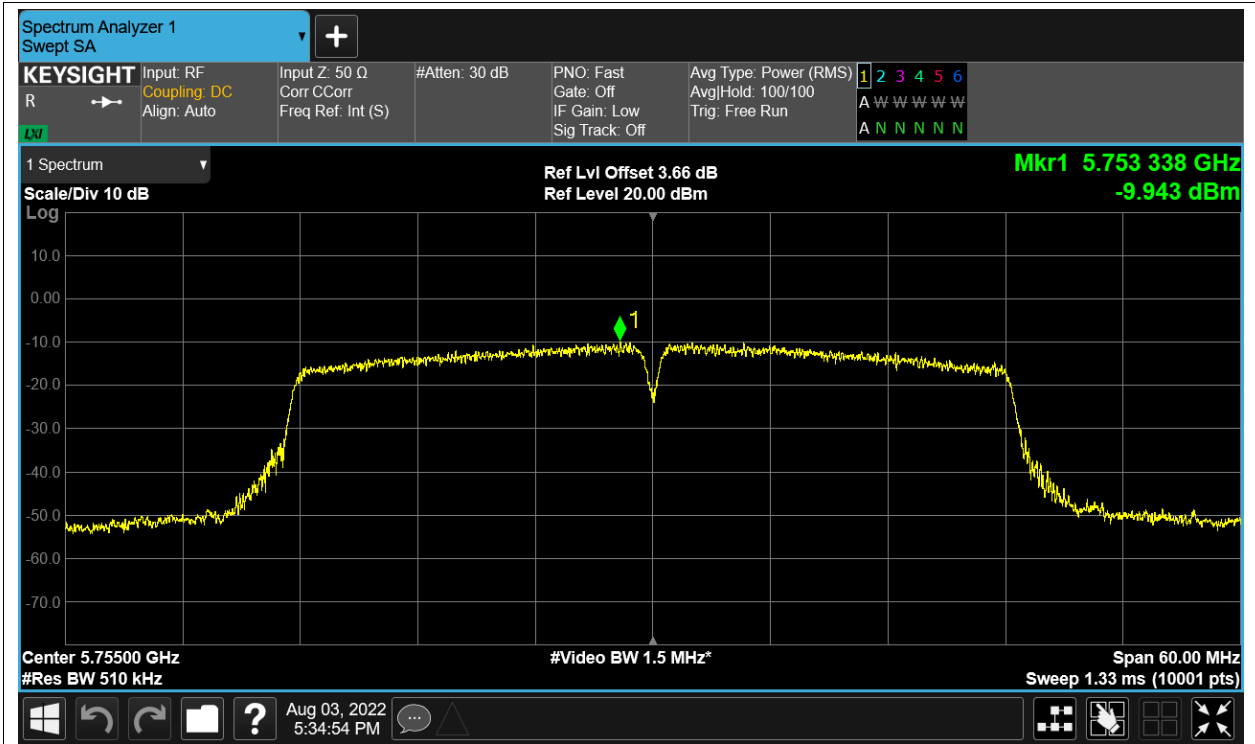 Spectrum Analyzer 1
Swept SA
KEYSIGHT
R
LXI
Input: RF
Coupling: DC
Align: Auto
Input Z: 50 Ω
Corr CCorr
Freq Ref: Int (S)
#Atten: 30 dB
PNO: Fast
Gate: Off
IF Gain: Low
Sig Track: Off
Avg Type: Power (RMS)
Avg|Hold: 100/100
Trig: Free Run
1 2 3 4 5 6
A W W W W W
A N N N N N
1 Spectrum
Scale/Div 10 dB
Log
Ref Lvl Offset 3.66 dB
Ref Level 20.00 dBm
Mkr1 5.753 338 GHz
-9.943 dBm
10.0
0.00
1
-10.0
-20.0
-30.0
-40.0
-50.0
-60.0
-70.0
Center 5.75500 GHz
#Res BW 510 kHz
#Video BW 1.5 MHz*
Span 60.00 MHz
Sweep 1.33 ms (10001 pts)
?
Aug 03, 2022
5:34:54 PM